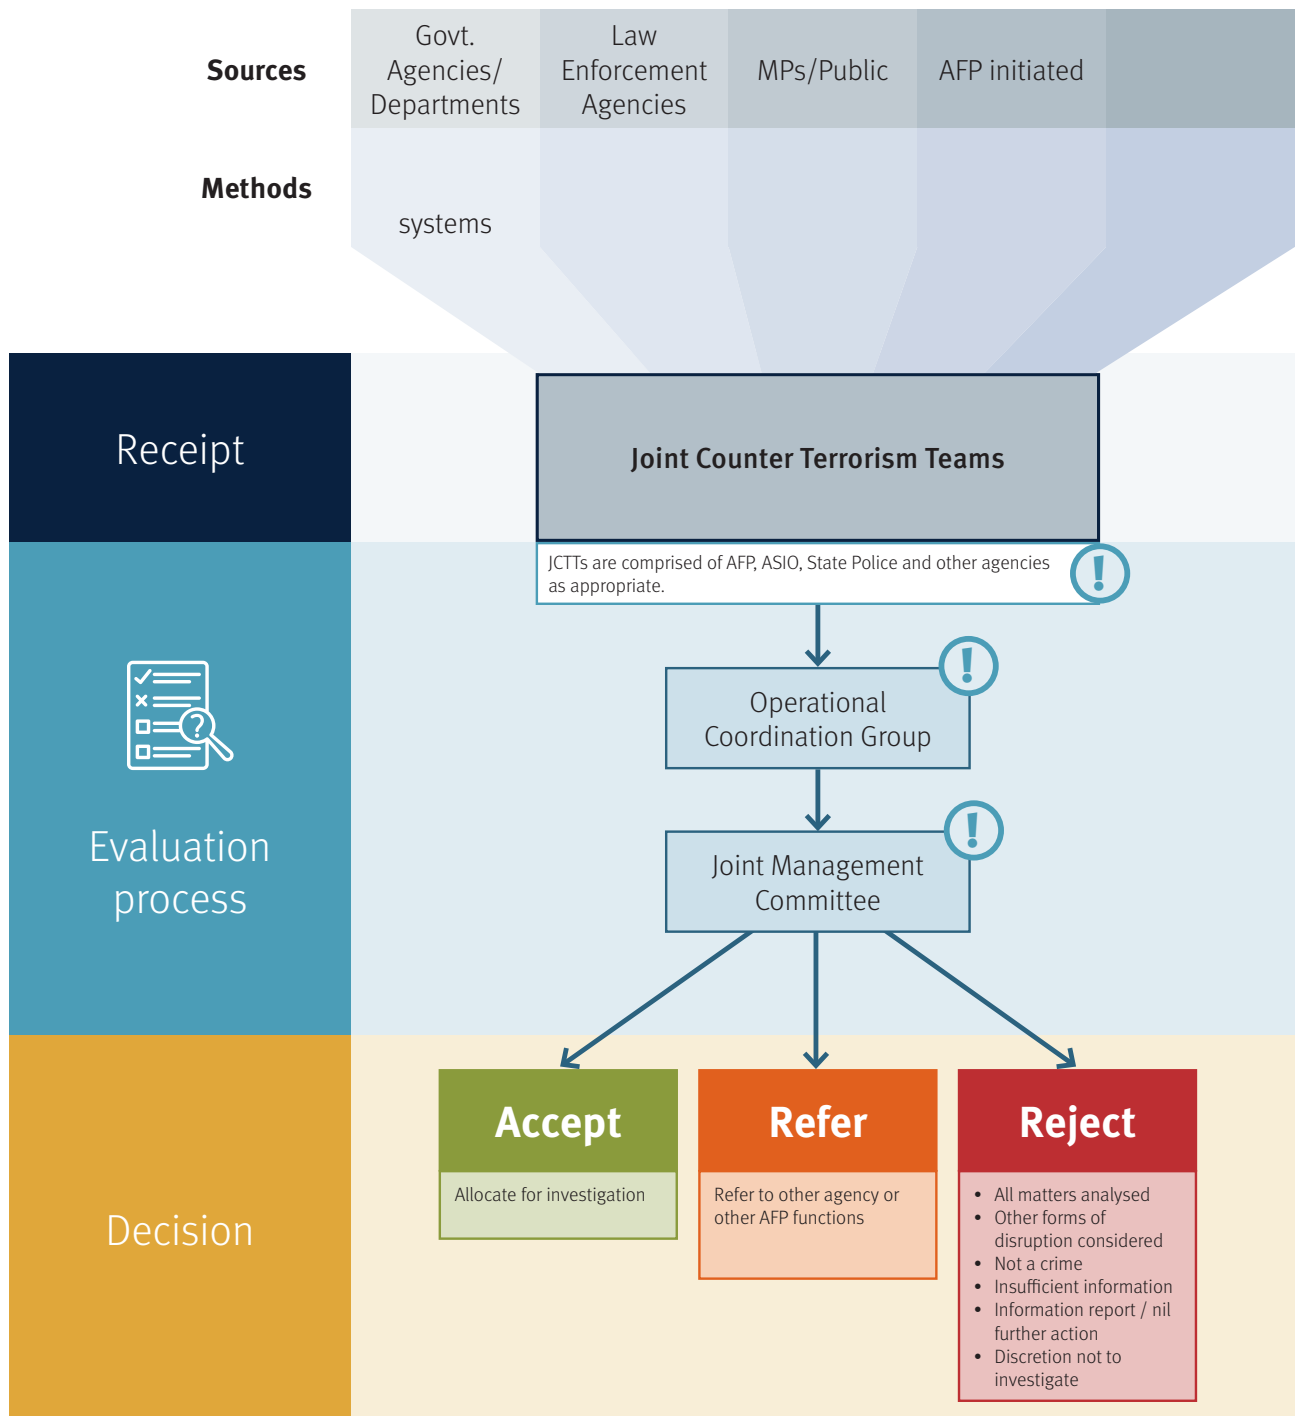 Sources
Govt.
Agencies/
Departments
Law
Enforcement
Agencies
MPs/Public
AFP initiated
Methods
systems
Receipt
Joint Counter Terrorism Teams
JCTTs are comprised of AFP, ASIO, State Police and other agencies
as appropriate.
!
Operational
Coordination Group
!
Joint Management
Committee
!
?
Evaluation
process
Decision
Accept
Allocate for investigation
Refer
Refer to other agency or
other AFP functions
Reject
• All matters analysed
• Other forms of
disruption considered
• Not a crime
• Insufficient information
• Information report / nil
further action
• Discretion not to
investigate